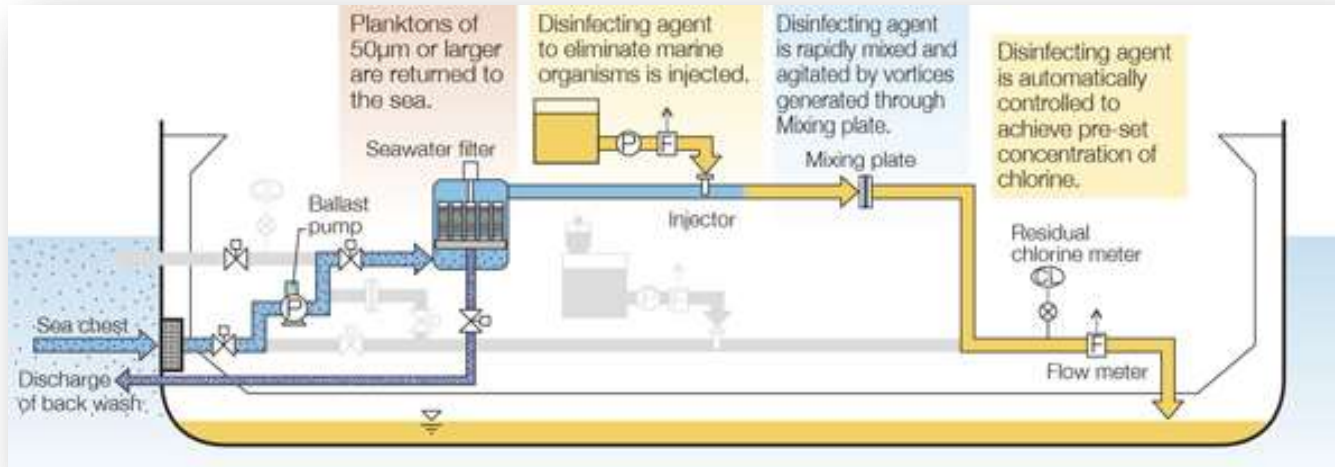 Planktons of
50μm or larger
are returned to
the sea.
Disinfecting agent
to eliminate marine
organisms is injected.
Disinfecting agent
is rapidly mixed and
agitated by vortices
generated through
Mixing plate.
Disinfecting agent
is automatically
controlled to
achieve pre-set
concentration of
chlorine.
Seawater filter
P
F
Mixing plate
CL
Ballast
pump
Injector
Residual
chlorine meter
CL
P
P
F
Sea chest
F
Flow meter
Discharge
of back wash